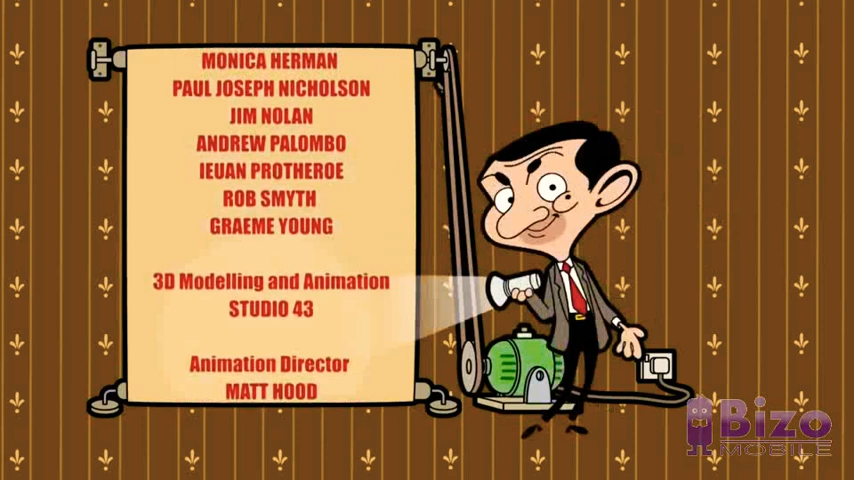 MONICA HERMAN
PAUL JOSEPH NICHOLSON
JIM NOLAN
ANDREW PALOMBO
IEUAN PROTHEROE
ROB SMYTH
GRAEME YOUNG
3D Modelling and Animation
STUDIO 43
Animation Director
MATT HOOD
Bizo
MOBILE